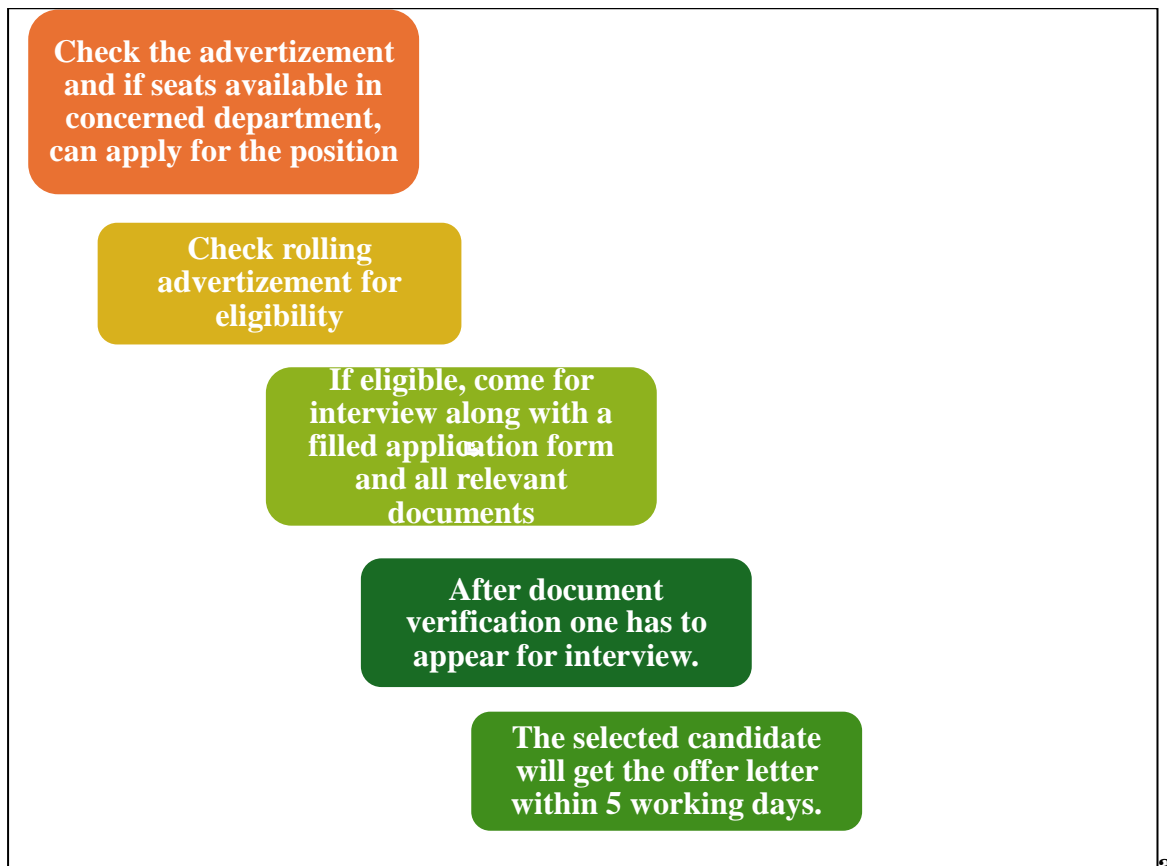 Check the advertizement
and if seats available in
concerned department,
can apply for the position
Check rolling
advertizement for
eligibility
If eligible, come for
interview along with a
filled application form
and all relevant
documents
After document
verification one has to
appear for interview.
The selected candidate
will get the offer letter
within 5 working days.